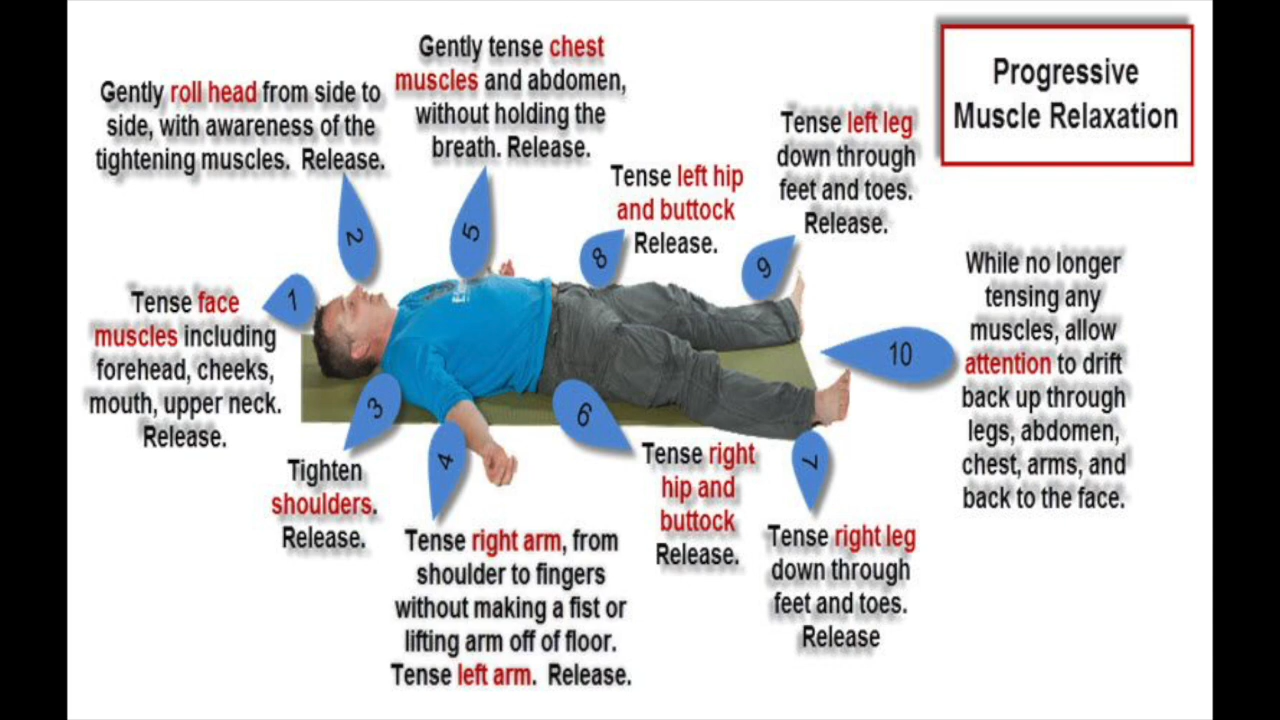 Progressive
Muscle Relaxation
1
Tense face
muscles including
forehead, cheeks,
mouth, upper neck.
Release.
2
Gently roll head from side to
side, with awareness of the
tightening muscles. Release.
3
Tighten
shoulders.
Release.
4
Tense right arm, from
shoulder to fingers
without making a fist or
lifting arm off of floor.
Tense left arm. Release.
5
Gently tense chest
muscles and abdomen,
without holding the
breath. Release.
6
Tense right
hip and
buttock
Release.
7
Tense right leg
down through
feet and toes.
Release
8
Tense left hip
and buttock
Release.
9
Tense left leg
down through
feet and toes.
Release.
10
While no longer
tensing any
muscles, allow
attention to drift
back up through
legs, abdomen,
chest, arms, and
back to the face.